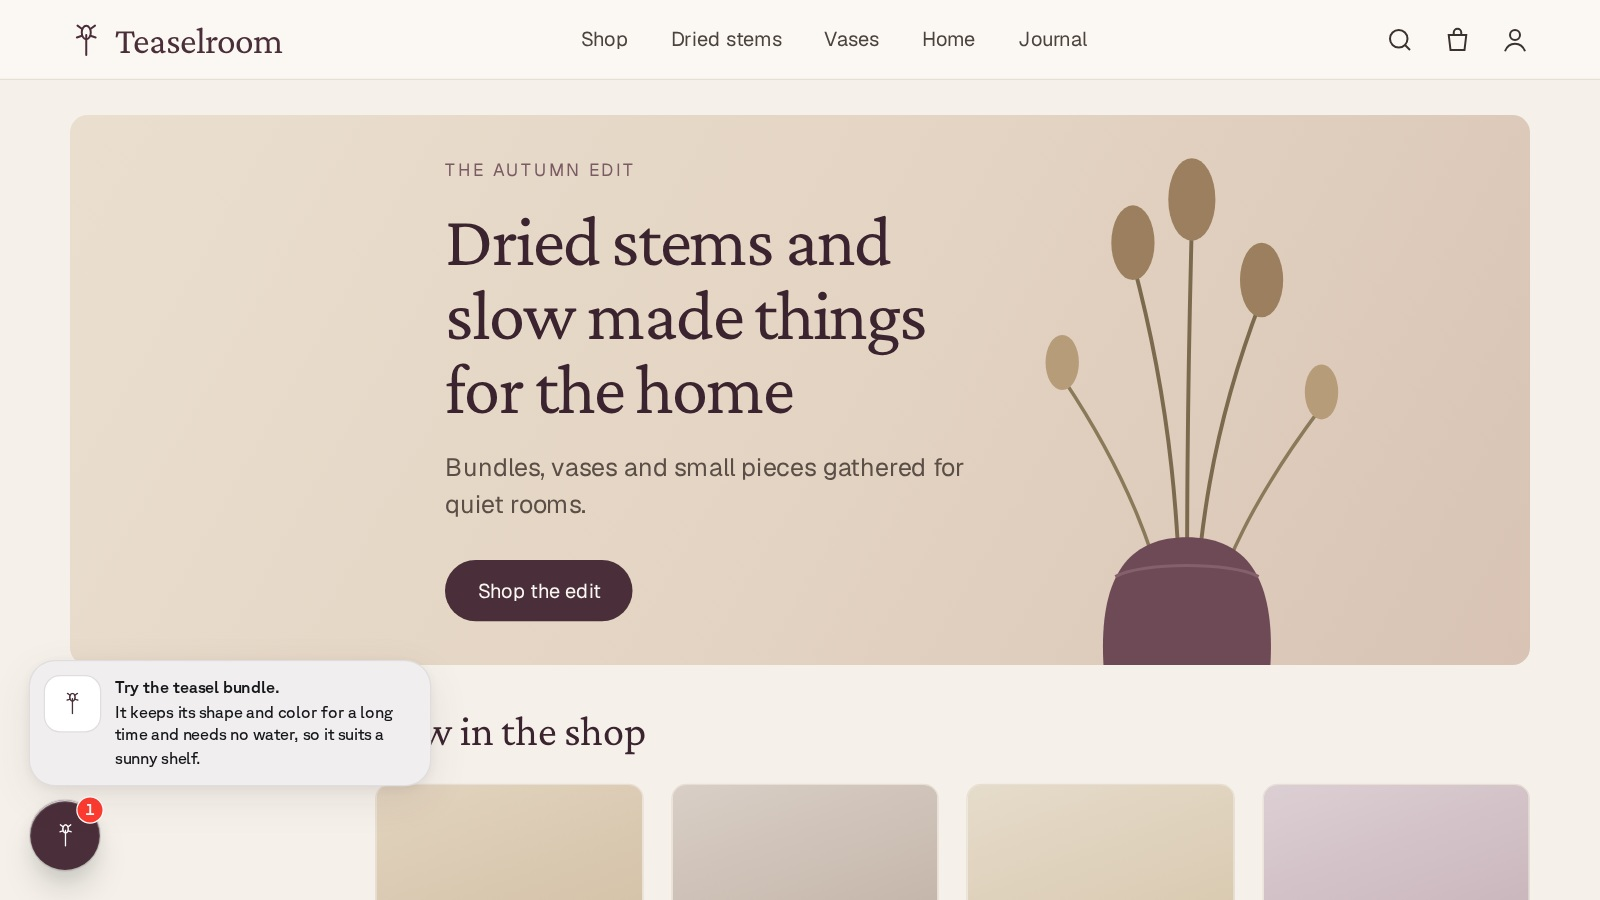 Teaselroom
Shop
Dried stems
Vases
Home
Journal
THE AUTUMN EDIT
Dried stems and
slow made things
for the home
Bundles, vases and small pieces gathered for
quiet rooms.
Shop the edit
Try the teasel bundle.
It keeps its shape and color for a long
time and needs no water, so it suits a
sunny shelf.
in the shop
1